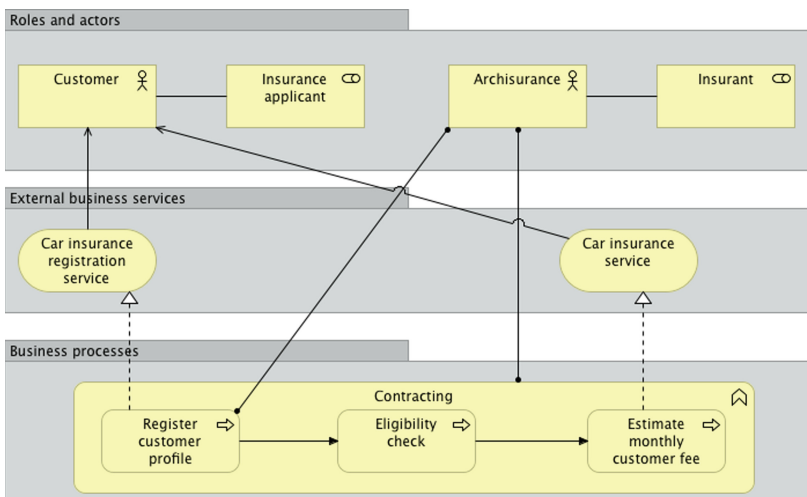 Roles and actors
Customer
Insurance
applicant
Archisurance
Insurant
External business services
Car insurance
registration
service
Car insurance
service
Business processes
Contracting
Register
customer
profile
Eligibility
check
Estimate
monthly
customer fee